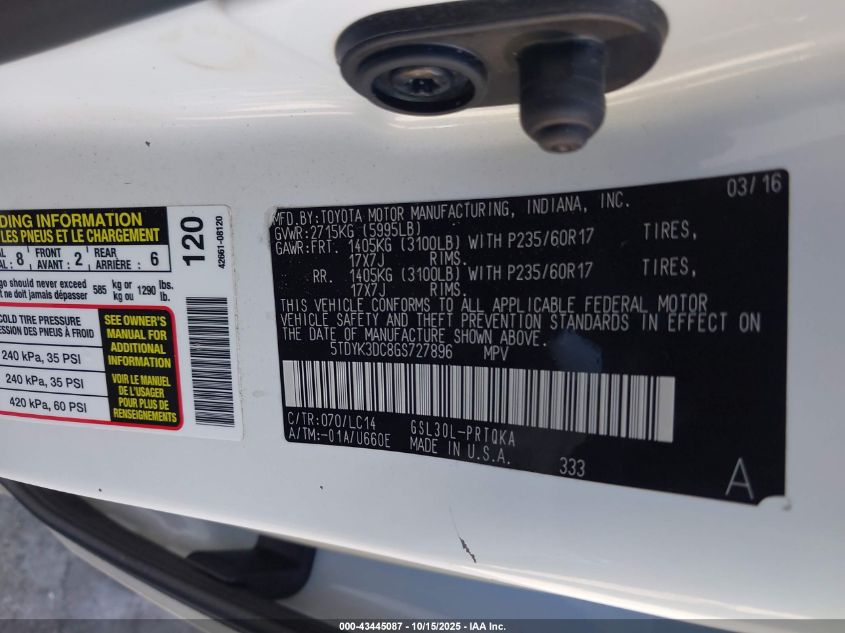 DING INFORMATION
LES PNEUS ET LE CHARGEMENT
8 FRONT AVANT : 2 REAR ARRIÈRE : 6
go should never exceed
ne doit jamais dépasser 585 kg or kg ou 1290 lbs. lb.
COLD TIRE PRESSURE
ESSION DES PNEUS À FROID
240 kPa, 35 PSI
240 kPa, 35 PSI
420 kPa, 60 PSI
SEE OWNER'S
MANUAL FOR
ADDITIONAL
INFORMATION
VOIR LE MANUEL
DE L'USAGER
POUR PLUS DE
RENSEIGNEMENTS
120
42661-08120
03/16
MFD.BY:TOYOTA MOTOR MANUFACTURING, INDIANA, INC.
GVWR:2715KG (5995LB)
GAWR:FRT. 1405KG (3100LB) WITH P235/60R17 TIRES,
17X7J RIMS.
RR. 1405KG (3100LB) WITH P235/60R17 TIRES,
17X7J RIMS.
THIS VEHICLE CONFORMS TO ALL APPLICABLE FEDERAL MOTOR
VEHICLE SAFETY AND THEFT PREVENTION STANDARDS IN EFFECT ON
THE DATE OF MANUFACTURE SHOWN ABOVE.
5TDYK3DC8GS727896 MPV
C/TR:070/LC14 GSL30L-PRTQKA
A/TM:-01A/U660E MADE IN U.S.A.
333
A
000-43445087 - 10/15/2025 - IAA Inc.